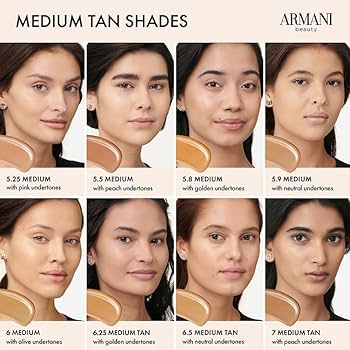 MEDIUM TAN SHADES
ARMANI
beauty
5.25 MEDIUM
with pink undertones
5.5 MEDIUM
with peach undertones
5.8 MEDIUM
with golden undertones
5.9 MEDIUM
with neutral undertones
6 MEDIUM
with olive undertones
6.25 MEDIUM TAN
with golden undertones
6.5 MEDIUM TAN
with neutral undertones
7 MEDIUM TAN
with peach undertones